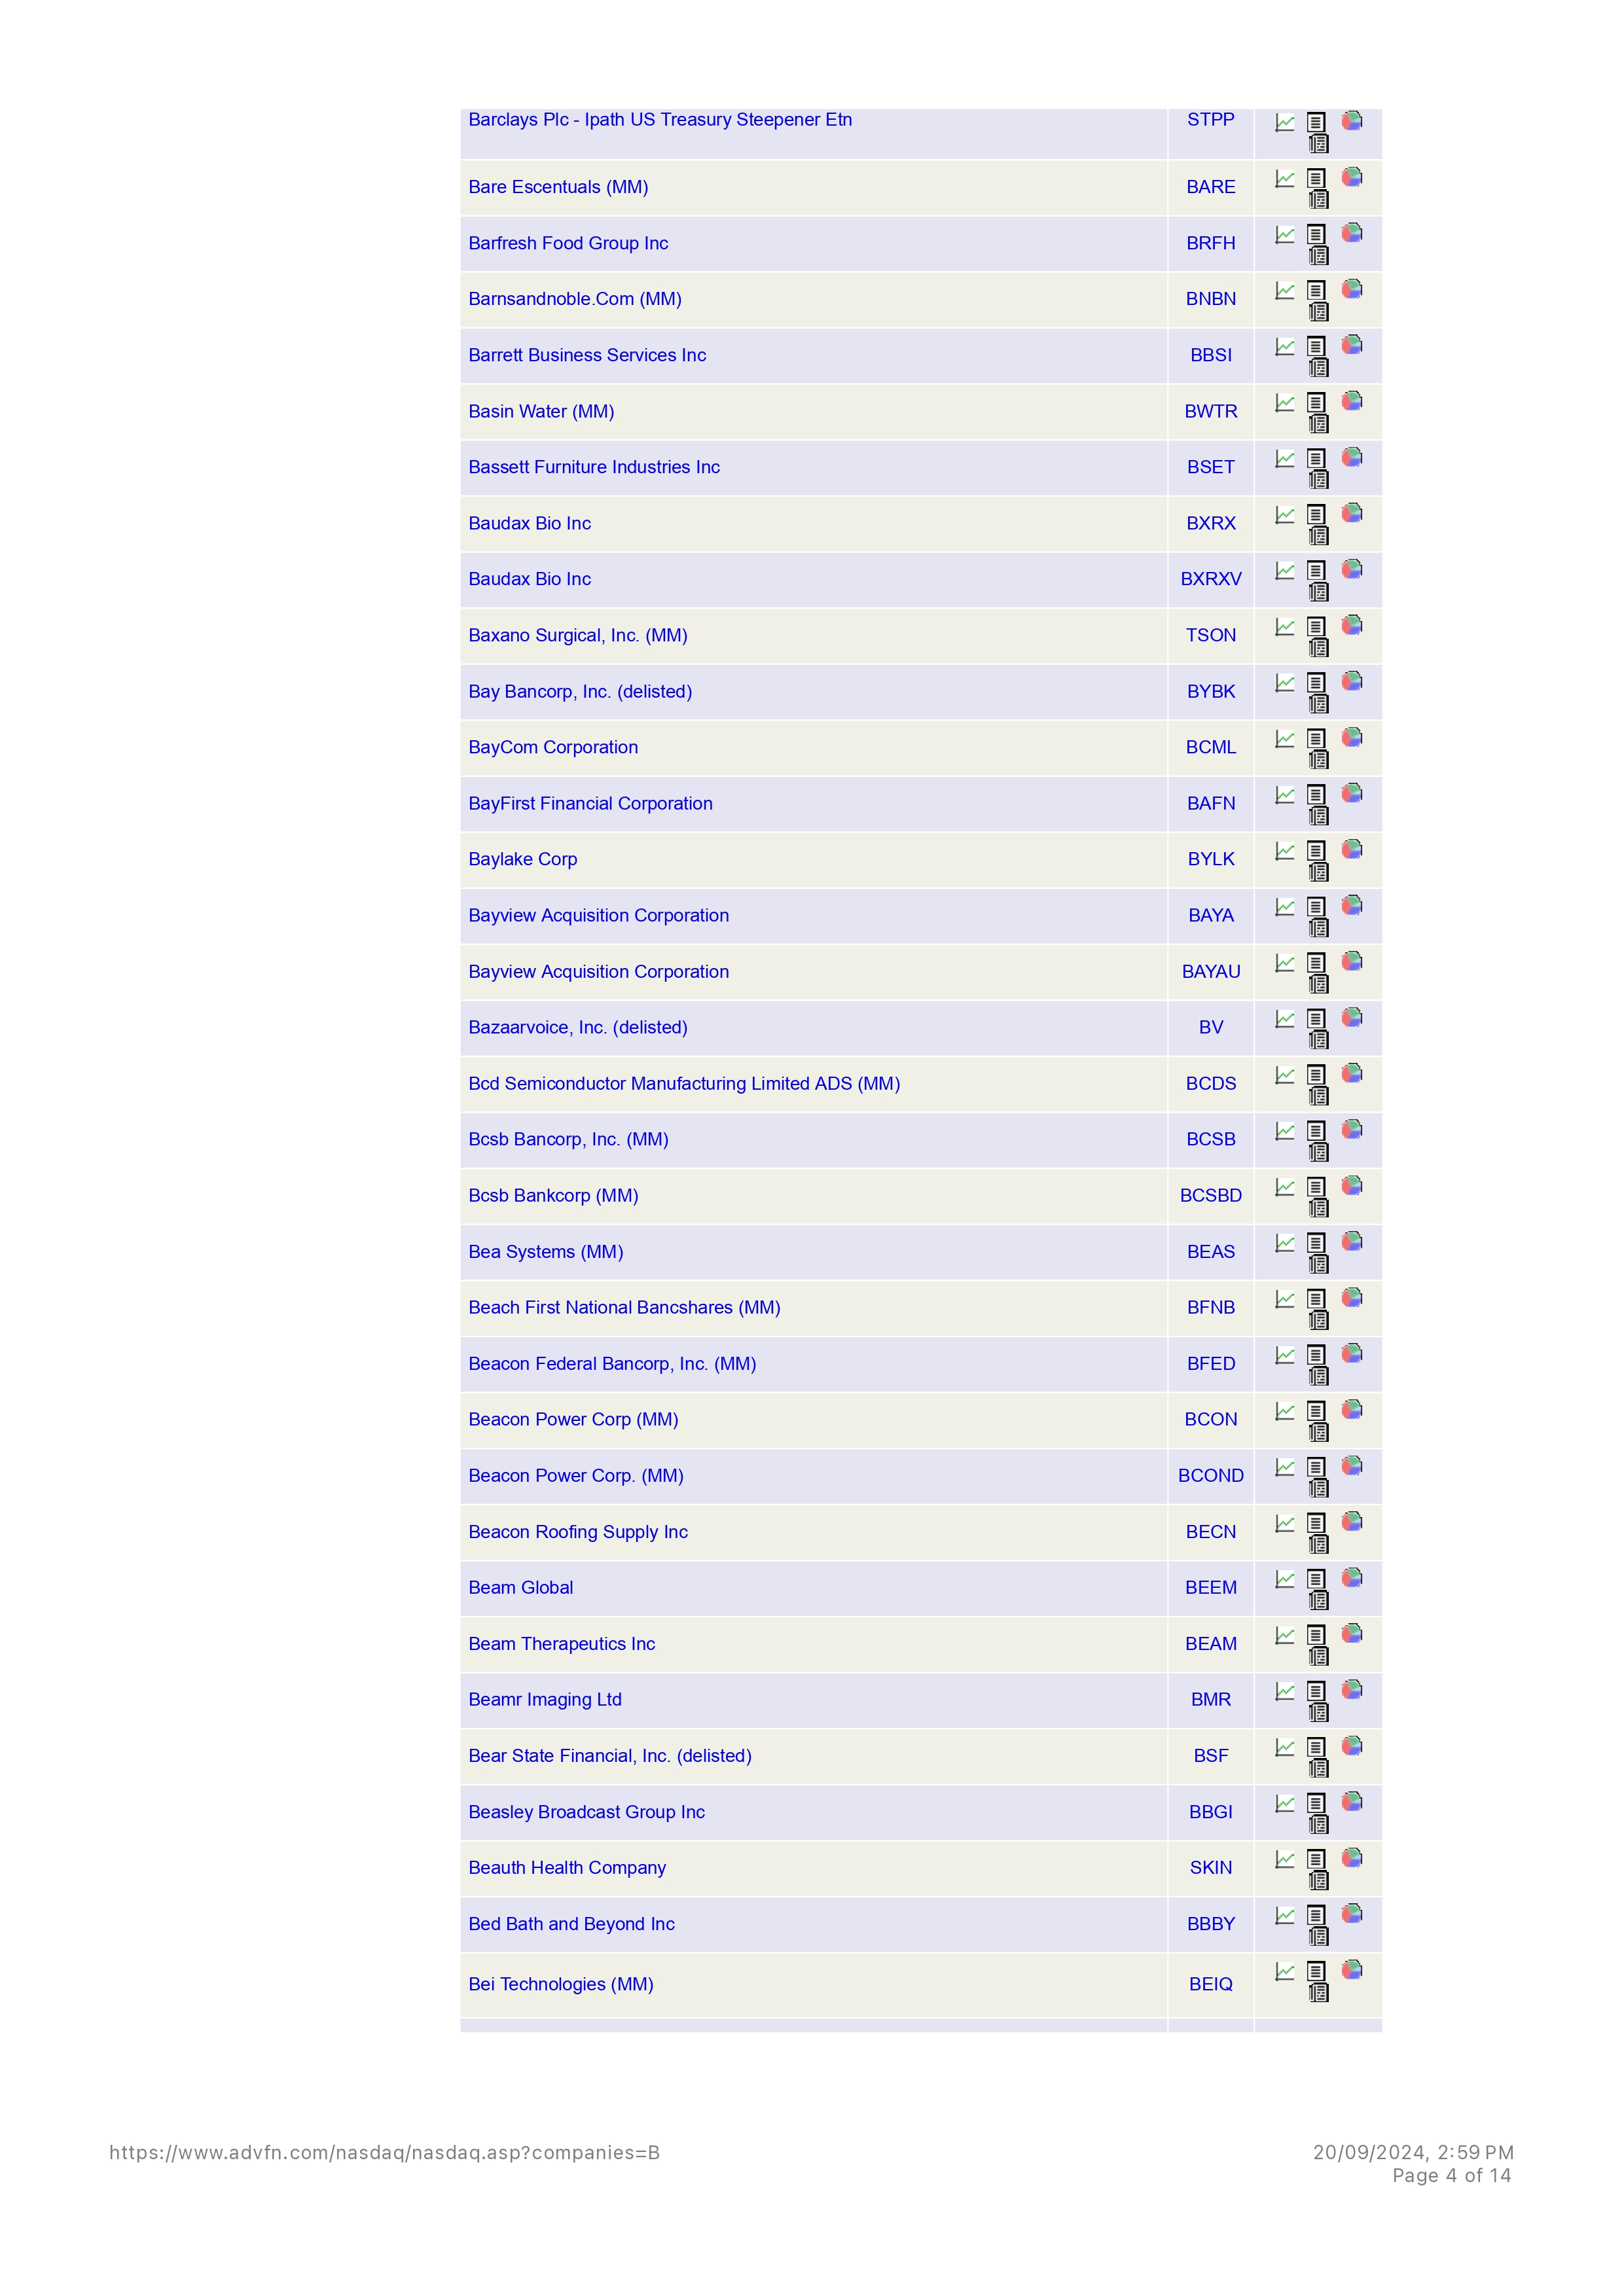 Barclays Plc - Ipath US Treasury Steepener Etn STPP
Bare Escentuals (MM) BARE
Barfresh Food Group Inc BRFH
Barnsandnoble.Com (MM) BNBN
Barrett Business Services Inc BBSI
Basin Water (MM) BWTR
Bassett Furniture Industries Inc BSET
Baudax Bio Inc BXRX
Baudax Bio Inc BXRXV
Baxano Surgical, Inc. (MM) TSON
Bay Bancorp, Inc. (delisted) BYBK
BayCom Corporation BCML
BayFirst Financial Corporation BAFN
Baylake Corp BYLK
Bayview Acquisition Corporation BAYA
Bayview Acquisition Corporation BAYAU
Bazaarvoice, Inc. (delisted) BV
Bcd Semiconductor Manufacturing Limited ADS (MM) BCDS
Bcsb Bancorp, Inc. (MM) BCSB
Bcsb Bankcorp (MM) BCSBD
Bea Systems (MM) BEAS
Beach First National Bancshares (MM) BFNB
Beacon Federal Bancorp, Inc. (MM) BFED
Beacon Power Corp (MM) BCON
Beacon Power Corp. (MM) BCOND
Beacon Roofing Supply Inc BECN
Beam Global BEEM
Beam Therapeutics Inc BEAM
Beamr Imaging Ltd BMR
Bear State Financial, Inc. (delisted) BSF
Beasley Broadcast Group Inc BBGI
Beauth Health Company SKIN
Bed Bath and Beyond Inc BBBY
Bei Technologies (MM) BEIQ
https://www.advfn.com/nasdaq/nasdaq.asp?companies=B 20/09/2024, 2:59 PM
Page 4 of 14